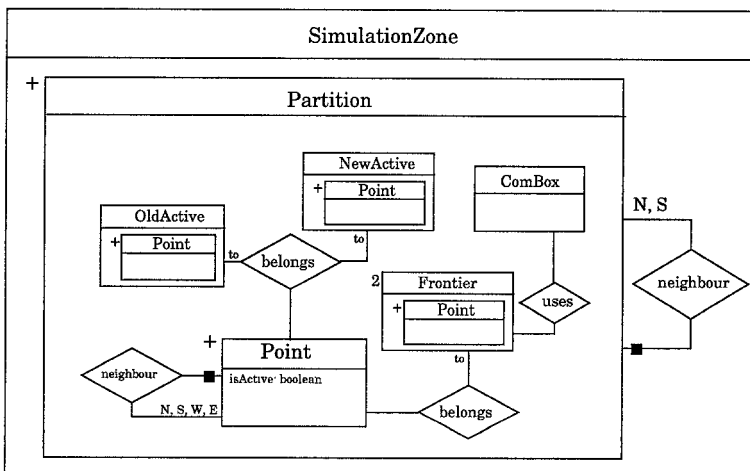 SimulationZone
+
Partition
NewActive
+ Point
ComBox
N, S
OldActive
+ Point
to
to
belongs
2 Frontier
+ Point
uses
neighbour
+
Point
isActive: boolean
to
neighbour
N, S, W, E
belongs